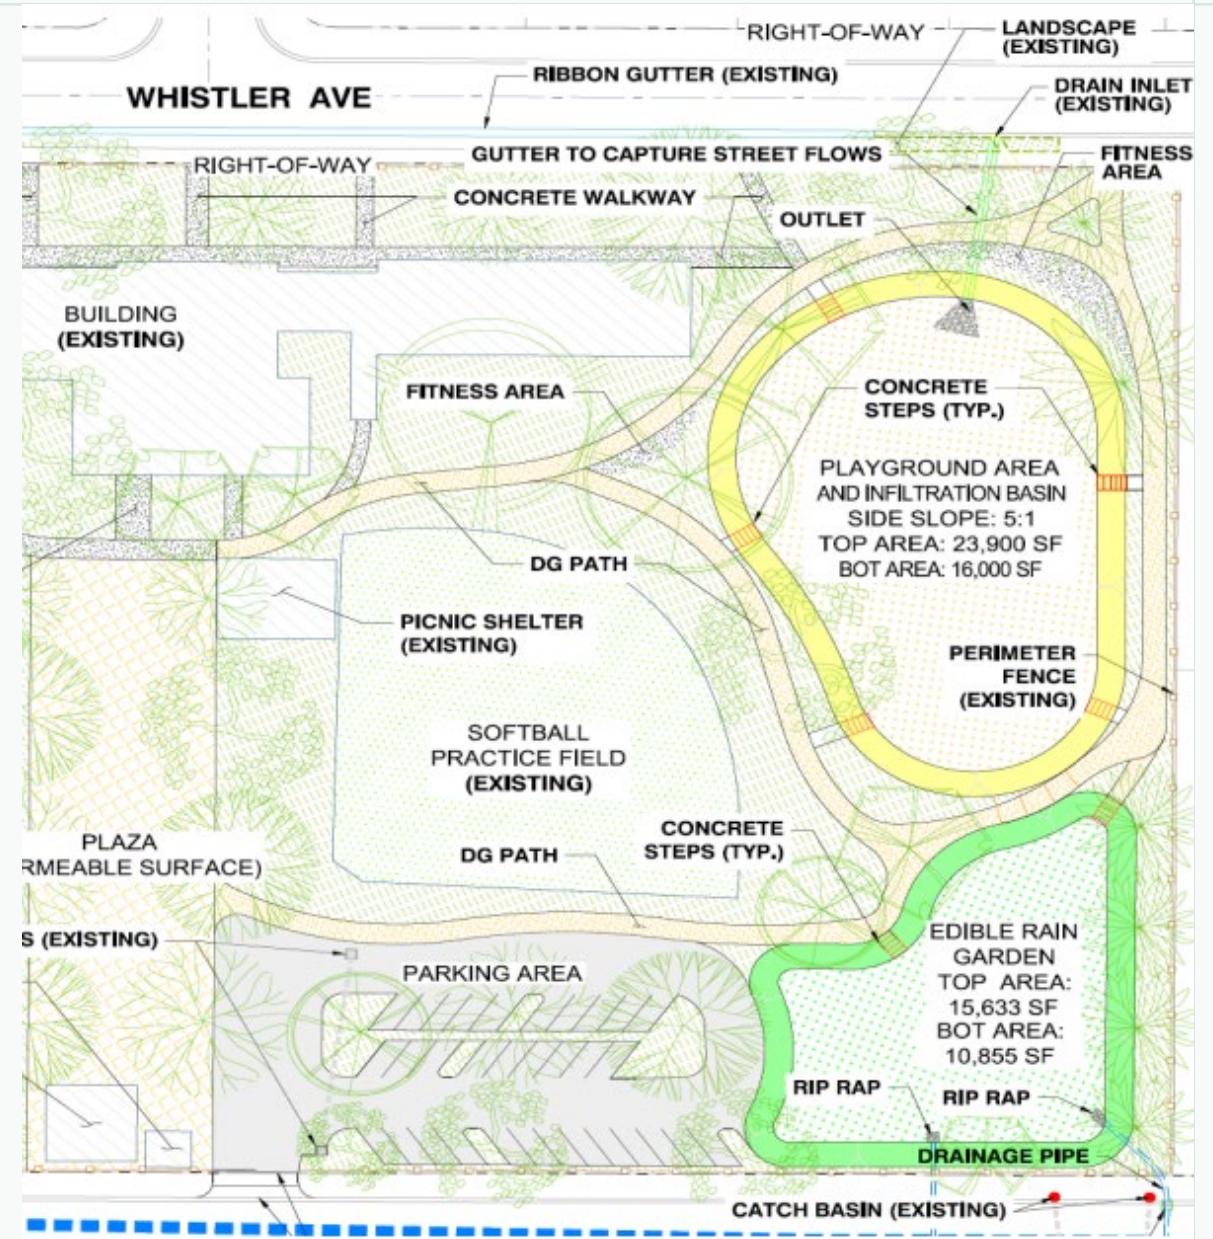 RIGHT-OF-WAY
LANDSCAPE
(EXISTING)
RIBBON GUTTER (EXISTING)
WHISTLER AVE
DRAIN INLET
(EXISTING)
RIGHT-OF-WAY
GUTTER TO CAPTURE STREET FLOWS
FITNESS
AREA
CONCRETE WALKWAY
OUTLET
BUILDING
(EXISTING)
FITNESS AREA
CONCRETE
STEPS (TYP.)
PLAYGROUND AREA
AND INFILTRATION BASIN
SIDE SLOPE: 5:1
TOP AREA: 23,900 SF
BOT AREA: 16,000 SF
DG PATH
PICNIC SHELTER
(EXISTING)
PERIMETER
FENCE
(EXISTING)
SOFTBALL
PRACTICE FIELD
(EXISTING)
PLAZA
RMEABLE SURFACE)
CONCRETE
STEPS (TYP.)
DG PATH
S (EXISTING)
PARKING AREA
EDIBLE RAIN
GARDEN
TOP AREA:
15,633 SF
BOT AREA:
10,855 SF
RIP RAP
RIP RAP
DRAINAGE PIPE
CATCH BASIN (EXISTING)